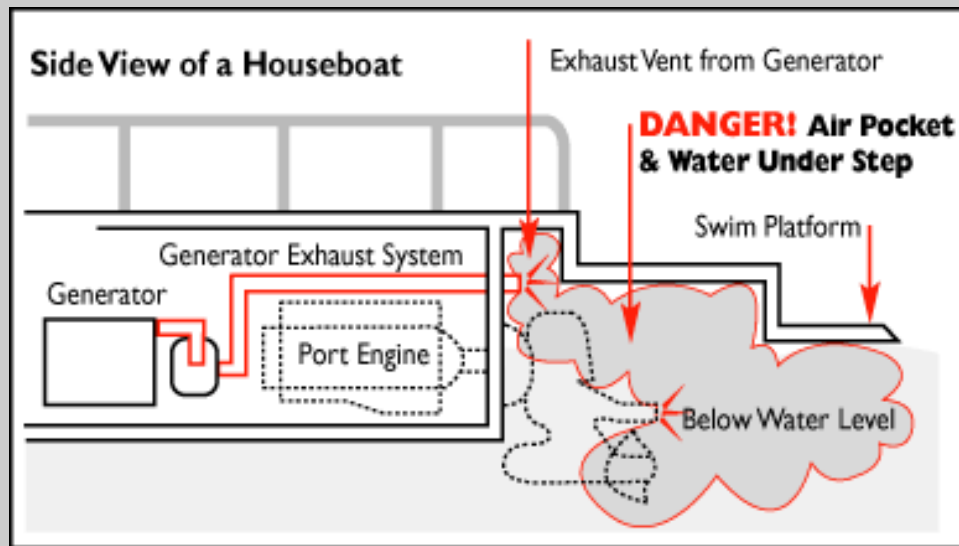 Side View of a Houseboat
Exhaust Vent from Generator
DANGER! Air Pocket
& Water Under Step
Swim Platform
Generator Exhaust System
Generator
Port Engine
Below Water Level